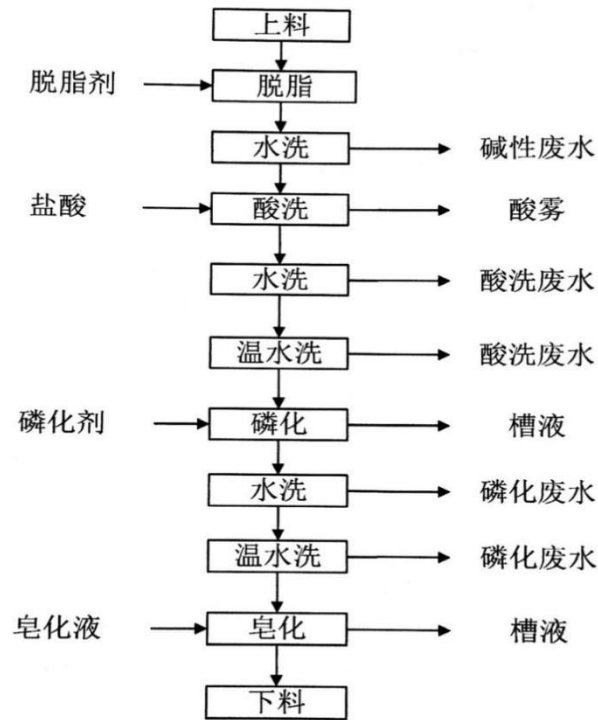 上料
脱脂剂
脱脂
水洗
碱性废水
盐酸
酸洗
酸雾
水洗
酸洗废水
温水洗
酸洗废水
磷化剂
磷化
槽液
水洗
磷化废水
温水洗
磷化废水
皂化液
皂化
槽液
下料